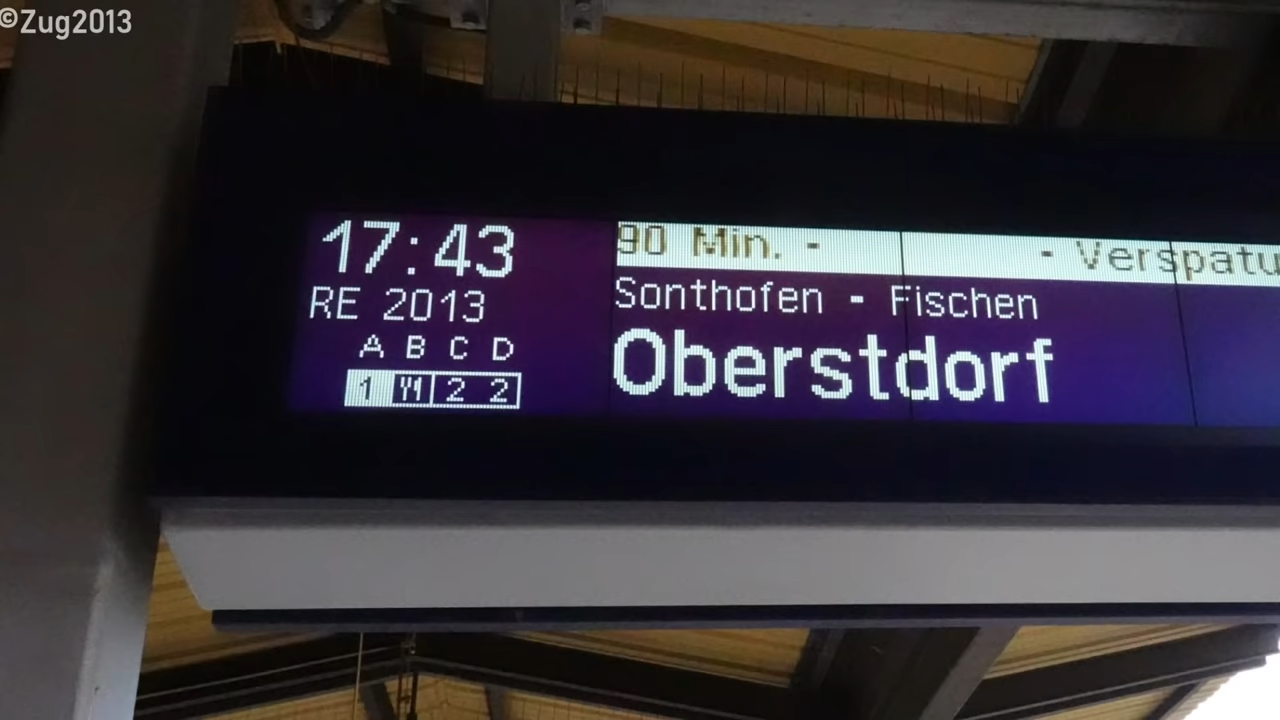 ©Zug2013
17:43
90 Min. - - Verspatu
RE 2013
Sonthofen - Fischen
A B C D
Oberstdorf
1 2 2